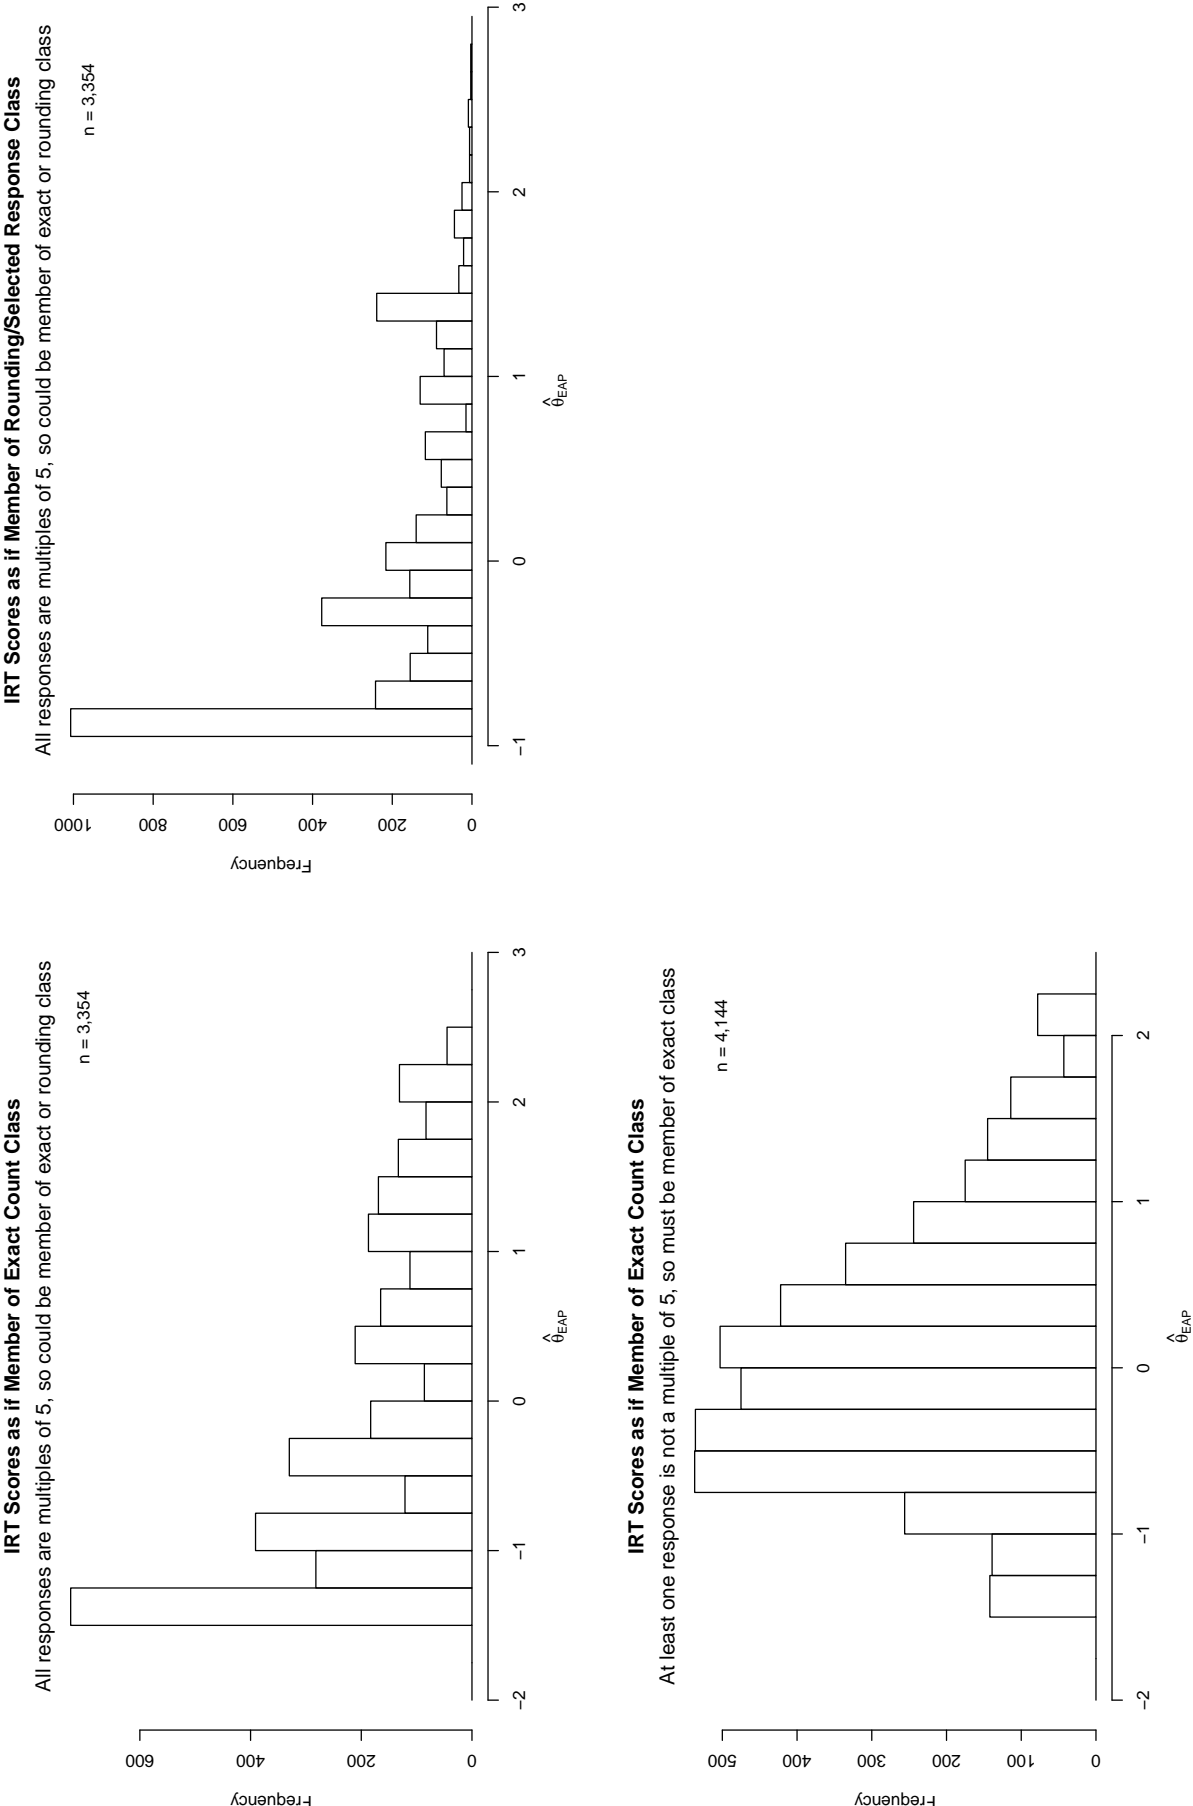 IRT Scores as if Member of Exact Count Class
All responses are multiples of 5, so could be member of exact or rounding class
n = 3,354
Frequency
0 200 400 600
−2 −1 0 1 2 3
θ̂EAP
IRT Scores as if Member of Rounding/Selected Response Class
All responses are multiples of 5, so could be member of exact or rounding class
n = 3,354
Frequency
0 200 400 600 800 1000
−1 0 1 2 3
θ̂EAP
IRT Scores as if Member of Exact Count Class
At least one response is not a multiple of 5, so must be member of exact class
n = 4,144
Frequency
0 100 200 300 400 500
−2 −1 0 1 2
θ̂EAP